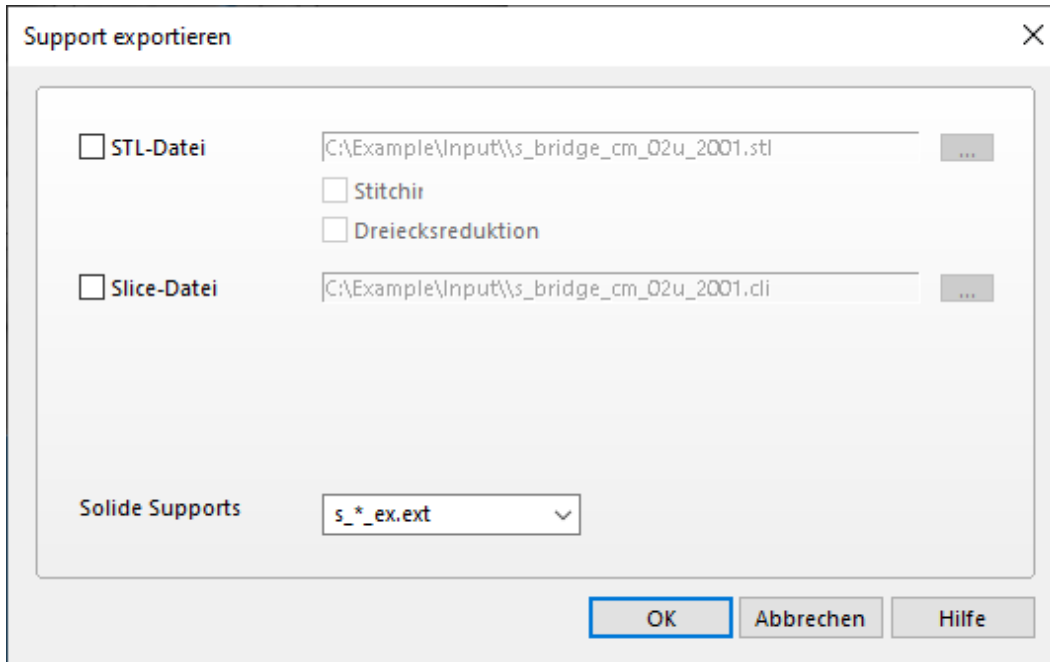 Support exportieren
STL-Datei C:\Example\Input\\s_bridge_cm_02u_2001.stl ...
Stitchir
Dreiecksreduktion
Slice-Datei C:\Example\Input\\s_bridge_cm_02u_2001.cli ...
Solide Supports s_*_ex.ext
OK Abbrechen Hilfe